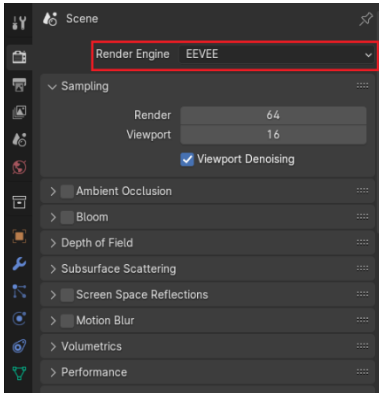 Scene
Render Engine EEVEE
Sampling
Render 64
Viewport 16
Viewport Denoising
Ambient Occlusion
Bloom
Depth of Field
Subsurface Scattering
Screen Space Reflections
Motion Blur
Volumetrics
Performance